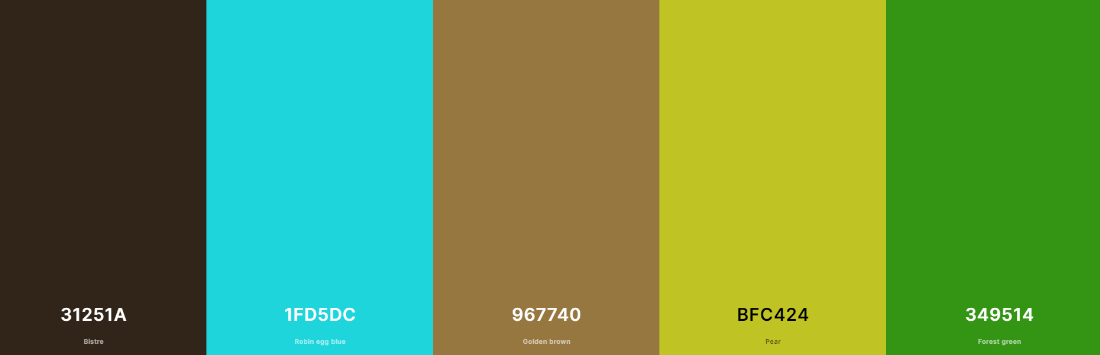 31251A 1FD5DC 967740 BFC424 349514
Bistre Robin egg blue Golden brown Pear Forest green